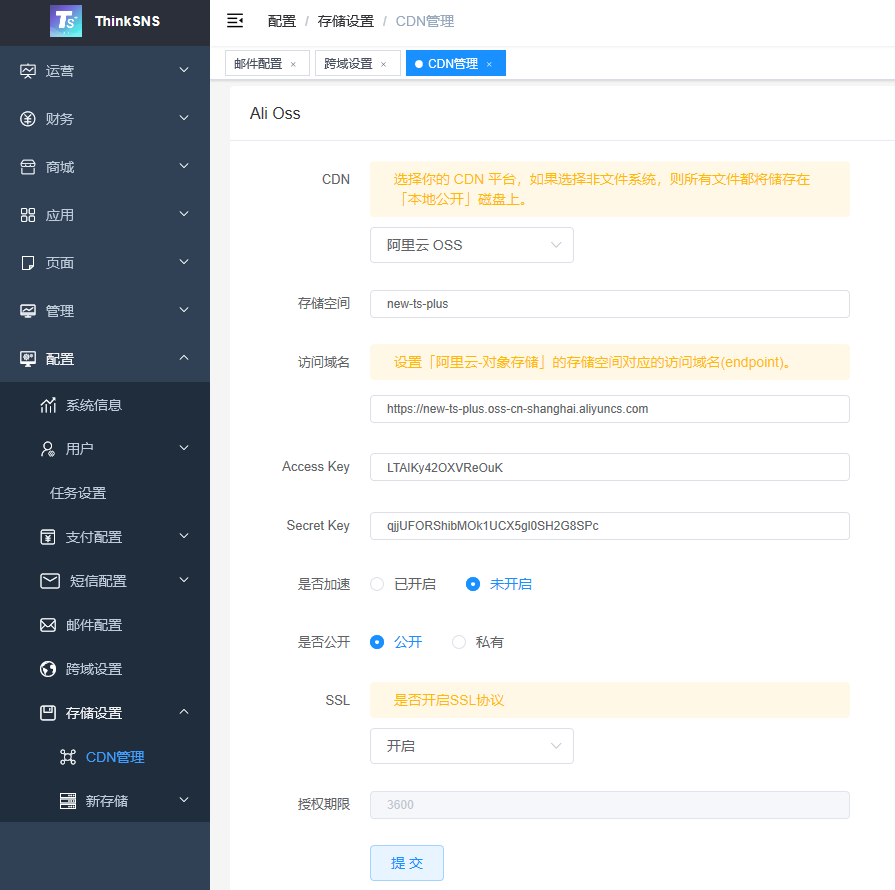 ThinkSNS
配置 / 存储设置 / CDN管理
邮件配置 × 跨域设置 × CDN管理 ×
运营
财务
商城
应用
页面
管理
配置
系统信息
用户
任务设置
支付配置
短信配置
邮件配置
跨域设置
存储设置
CDN管理
新存储
Ali Oss
CDN
选择你的 CDN 平台，如果选择非文件系统，则所有文件都将储存在
「本地公开」磁盘上。
阿里云 OSS
存储空间 new-ts-plus
访问域名 设置「阿里云-对象存储」的存储空间对应的访问域名(endpoint)。
https://new-ts-plus.oss-cn-shanghai.aliyuncs.com
Access Key LTAIKy42OXVReOuK
Secret Key qjjUFORShibMOk1UCX5gl0SH2G8SPc
是否加速 已开启 未开启
是否公开 公开 私有
SSL 是否开启SSL协议
开启
授权期限 3600
提 交